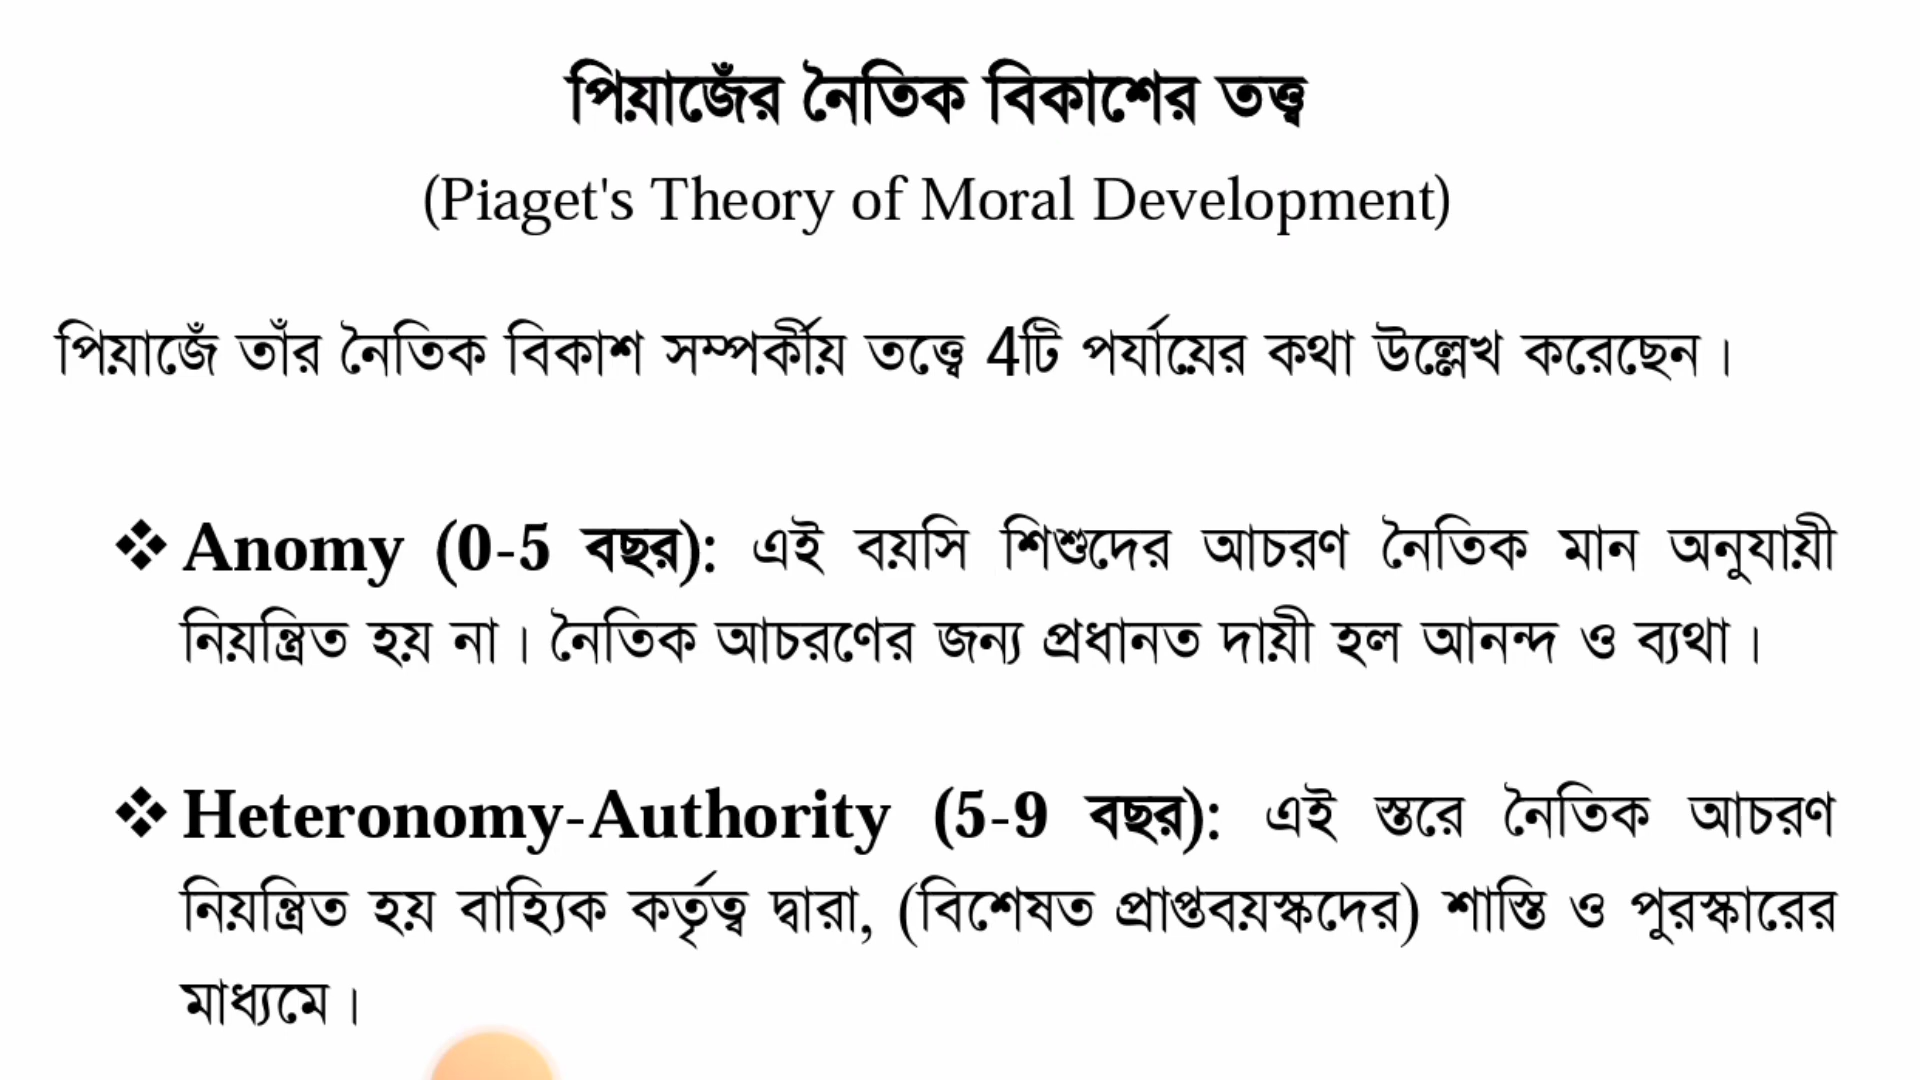 পিয়াজেঁর নৈতিক বিকাশের তত্ত্ব
(Piaget's Theory of Moral Development)
পিয়াজেঁ তাঁর নৈতিক বিকাশ সম্পর্কীয় তত্ত্বে 4টি পর্যায়ের কথা উল্লেখ করেছেন।
❖ Anomy (0-5 বছর): এই বয়সি শিশুদের আচরণ নৈতিক মান অনুযায়ী
নিয়ন্ত্রিত হয় না। নৈতিক আচরণের জন্য প্রধানত দায়ী হল আনন্দ ও ব্যথা।
❖ Heteronomy-Authority (5-9 বছর): এই স্তরে নৈতিক আচরণ
নিয়ন্ত্রিত হয় বাহ্যিক কর্তৃত্ব দ্বারা, (বিশেষত প্রাপ্তবয়স্কদের) শাস্তি ও পুরস্কারের
মাধ্যমে।